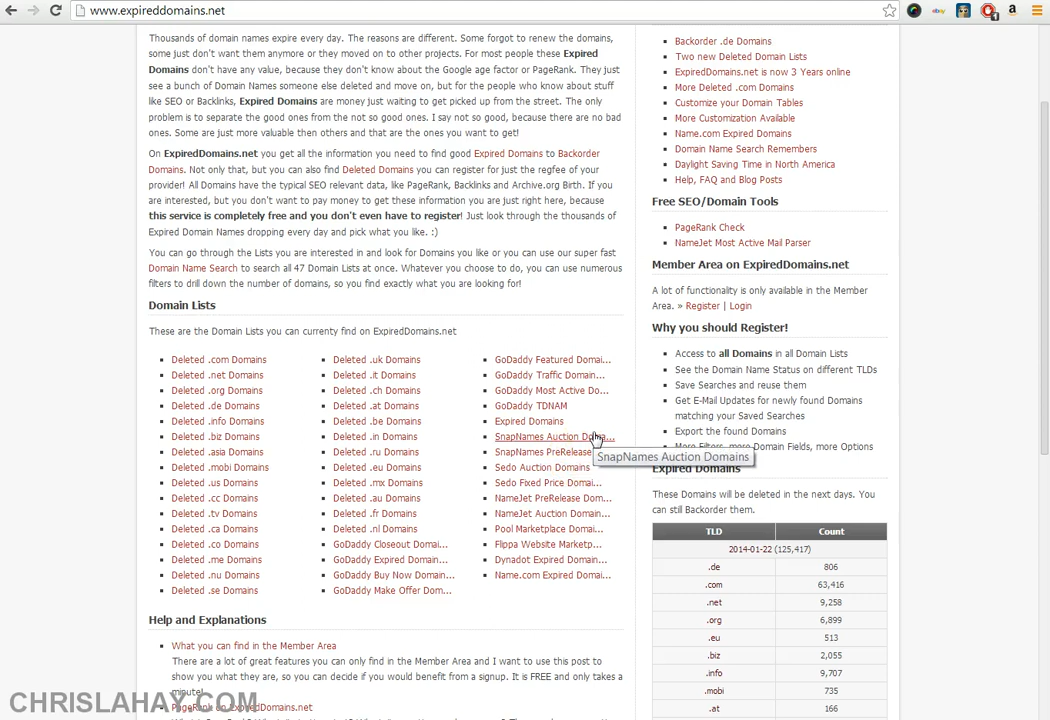 www.expireddomains.net
ebay
1
a
Thousands of domain names expire every day. The reasons are different. Some forgot to renew the domains,
some just don't want them anymore or they moved on to other projects. For most people these Expired
Domains don't have any value, because they don't know about the Google age factor or PageRank. They just
see a bunch of Domain Names someone else deleted and move on, but for the people who know about stuff
like SEO or Backlinks, Expired Domains are money just waiting to get picked up from the street. The only
problem is to separate the good ones from the not so good ones. I say not so good, because there are no bad
ones. Some are just more valuable then others and that are the ones you want to get!
On ExpiredDomains.net you get all the information you need to find good Expired Domains to Backorder
Domains. Not only that, but you can also find Deleted Domains you can register for just the regfee of your
provider! All Domains have the typical SEO relevant data, like PageRank, Backlinks and Archive.org Birth. If you
are interested, but you don't want to pay money to get these information you are just right here, because
this service is completely free and you don't even have to register! Just look through the thousands of
Expired Domain Names dropping every day and pick what you like. :)
You can go through the Lists you are interested in and look for Domains you like or you can use our super fast
Domain Name Search to search all 47 Domain Lists at once. Whatever you choose to do, you can use numerous
filters to drill down the number of domains, so you find exactly what you are looking for!
Domain Lists
These are the Domain Lists you can currenty find on ExpiredDomains.net
Deleted .com Domains
Deleted .net Domains
Deleted .org Domains
Deleted .de Domains
Deleted .info Domains
Deleted .biz Domains
Deleted .asia Domains
Deleted .mobi Domains
Deleted .us Domains
Deleted .cc Domains
Deleted .tv Domains
Deleted .ca Domains
Deleted .co Domains
Deleted .me Domains
Deleted .nu Domains
Deleted .se Domains
Deleted .uk Domains
Deleted .it Domains
Deleted .ch Domains
Deleted .at Domains
Deleted .be Domains
Deleted .in Domains
Deleted .ru Domains
Deleted .eu Domains
Deleted .mx Domains
Deleted .au Domains
Deleted .fr Domains
Deleted .nl Domains
GoDaddy Closeout Domai...
GoDaddy Expired Domain...
GoDaddy Buy Now Domain...
GoDaddy Make Offer Dom...
GoDaddy Featured Domai...
GoDaddy Traffic Domain...
GoDaddy Most Active Do...
GoDaddy TDNAM
Expired Domains
SnapNames Auction
SnapNames PreRelease
Sedo Auction Domains
Sedo Fixed Price Domai...
NameJet PreRelease Dom...
NameJet Auction Domain...
Pool Marketplace Domai...
Flippa Website Marketp...
Dynadot Expired Domain...
Name.com Expired Domai...
SnapNames Auction Domains
Help and Explanations
What you can find in the Member Area
There are a lot of great features you can only find in the Member Area and I want to use this post to
show you what they are, so you can decide if you would benefit from a signup. It is FREE and only takes a
minute!
PageRank on ExpiredDomains.net
Backorder .de Domains
Two new Deleted Domain Lists
ExpiredDomains.net is now 3 Years online
More Deleted .com Domains
Customize your Domain Tables
More Customization Available
Name.com Expired Domains
Domain Name Search Remembers
Daylight Saving Time in North America
Help, FAQ and Blog Posts
Free SEO/Domain Tools
PageRank Check
NameJet Most Active Mail Parser
Member Area on ExpiredDomains.net
A lot of functionality is only available in the Member
Area. » Register | Login
Why you should Register!
Access to all Domains in all Domain Lists
See the Domain Name Status on different TLDs
Save Searches and reuse them
Get E-Mail Updates for newly found Domains
matching your Saved Searches
Export the found Domains
More Filters, more Domain Fields, more Options
Expired Domains
These Domains will be deleted in the next days. You
can still Backorder them.
TLD Count
2014-01-22 (125,417)
.de 806
.com 63,416
.net 9,258
.org 6,899
.eu 513
.biz 2,055
.info 9,707
.mobi 735
.at 166
CHRISLAHAY.COM